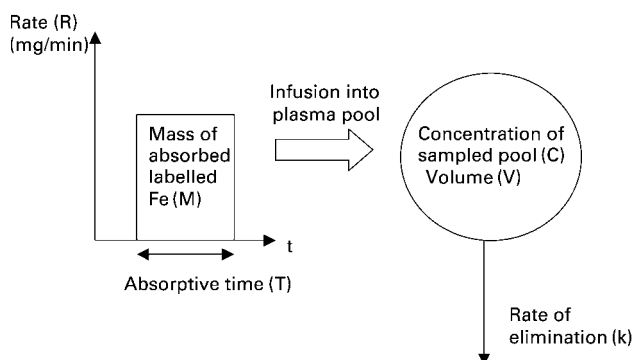 Rate (R)
(mg/min)
Mass of
absorbed
labelled
Fe (M)
t
Absorptive time (T)
Infusion into
plasma pool
Concentration of
sampled pool (C)
Volume (V)
Rate of
elimination (k)